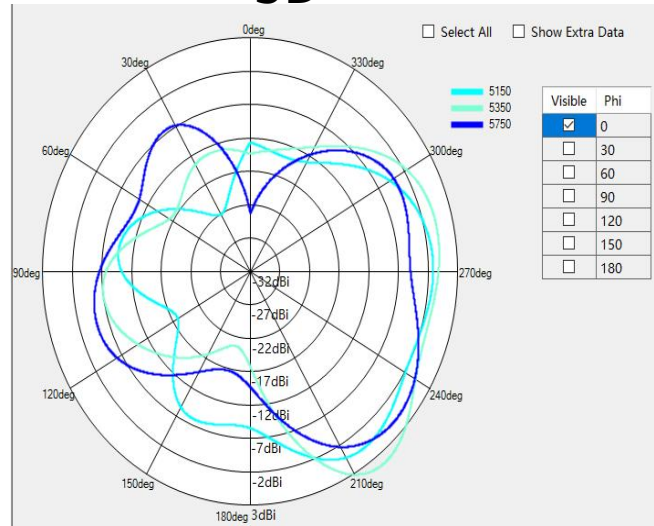 0deg
Select All
Show Extra Data
30deg
330deg
5150
5350
5750
Visible Phi
0
30
60
90
120
150
180
60deg
300deg
90deg
270deg
-32dBi
-27dBi
-22dBi
-17dBi
-12dBi
-7dBi
-2dBi
120deg
240deg
150deg
210deg
180deg 3dBi